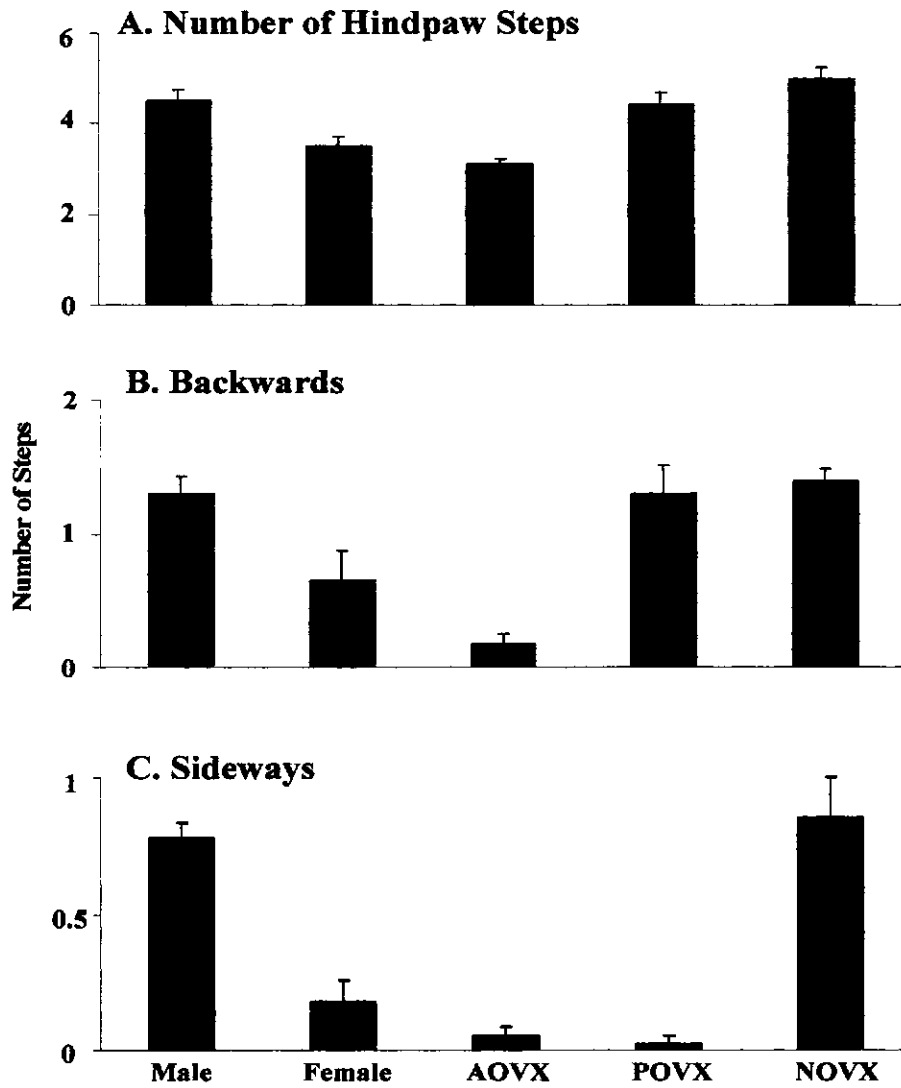 A. Number of Hindpaw Steps
6
4
2
0
B. Backwards
2
1
0
Number of Steps
C. Sideways
1
0.5
0
Male Female AOVX POVX NOVX